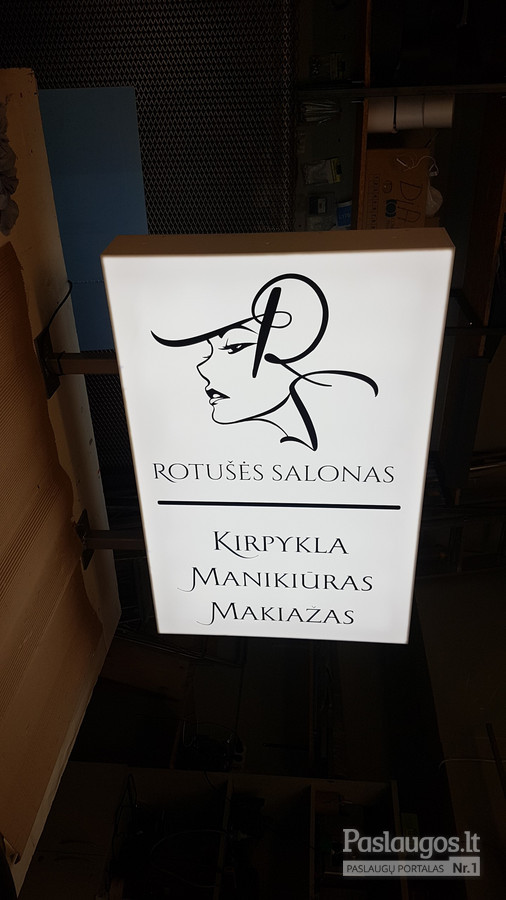 ROTUŠĖS SALONAS
KIRPYKLA
MANIKIŪRAS
MAKIAŽAS
Paslaugos.lt
PASLAUGŲ PORTALAS Nr.1